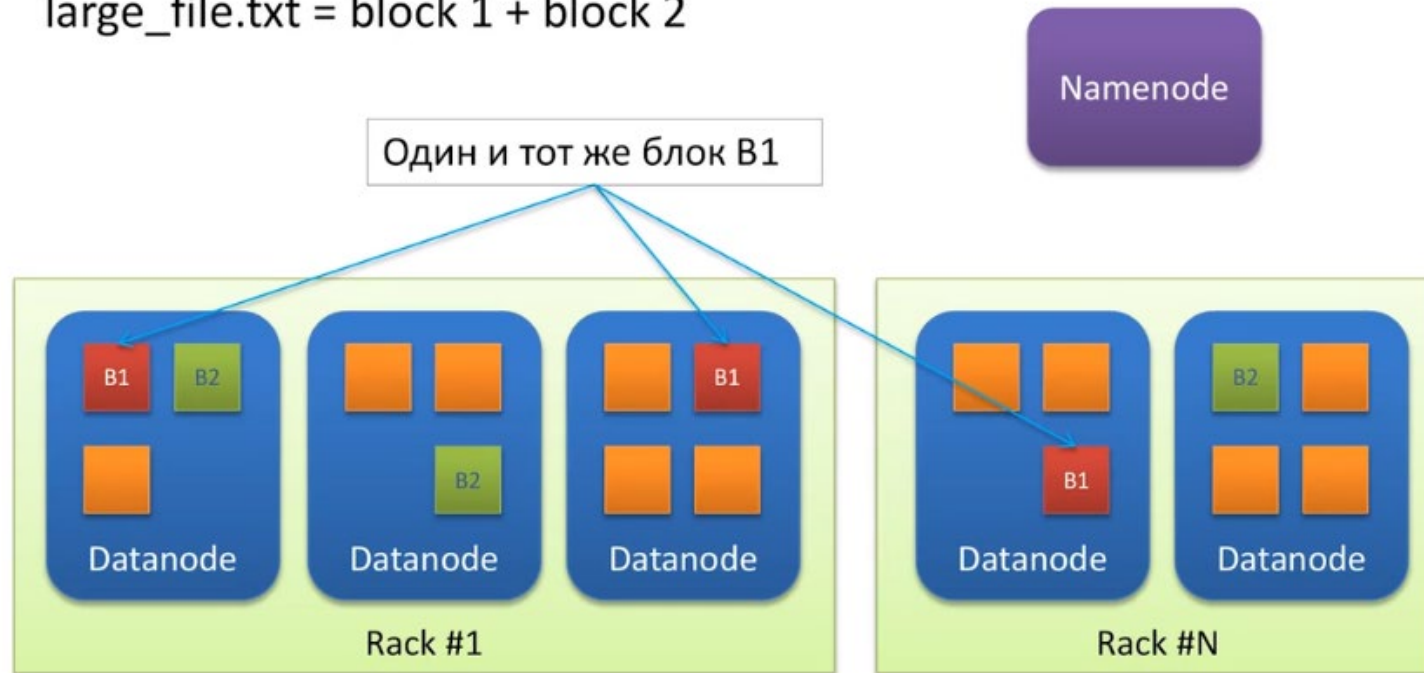 large_file.txt = block 1 + block 2
Namenode
Один и тот же блок B1
B1 B2
B1
B2
B2
B1
Datanode
Datanode
Datanode
Datanode
Datanode
Rack #1
Rack #N